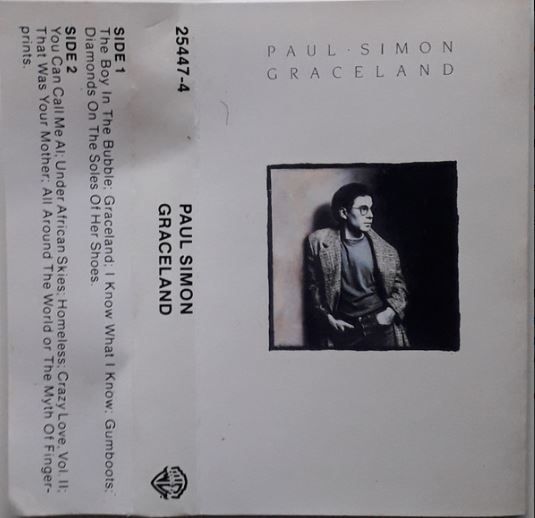 PAUL · SIMON
GRACELAND
25447-4
PAUL SIMON
GRACELAND
SIDE 1
The Boy In The Bubble; Graceland; I Know What I Know; Gumboots;
Diamonds On The Soles Of Her Shoes.
SIDE 2
You Can Call Me Al; Under African Skies; Homeless; Crazy Love, Vol. II;
That Was Your Mother; All Around The World or The Myth Of Finger-
prints.